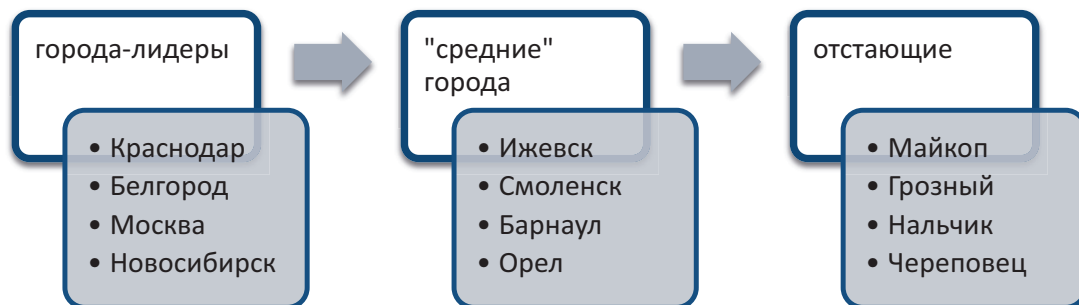 города-лидеры
• Краснодар
• Белгород
• Москва
• Новосибирск
"средние"
города
• Ижевск
• Смоленск
• Барнаул
• Орел
отстающие
• Майкоп
• Грозный
• Нальчик
• Череповец